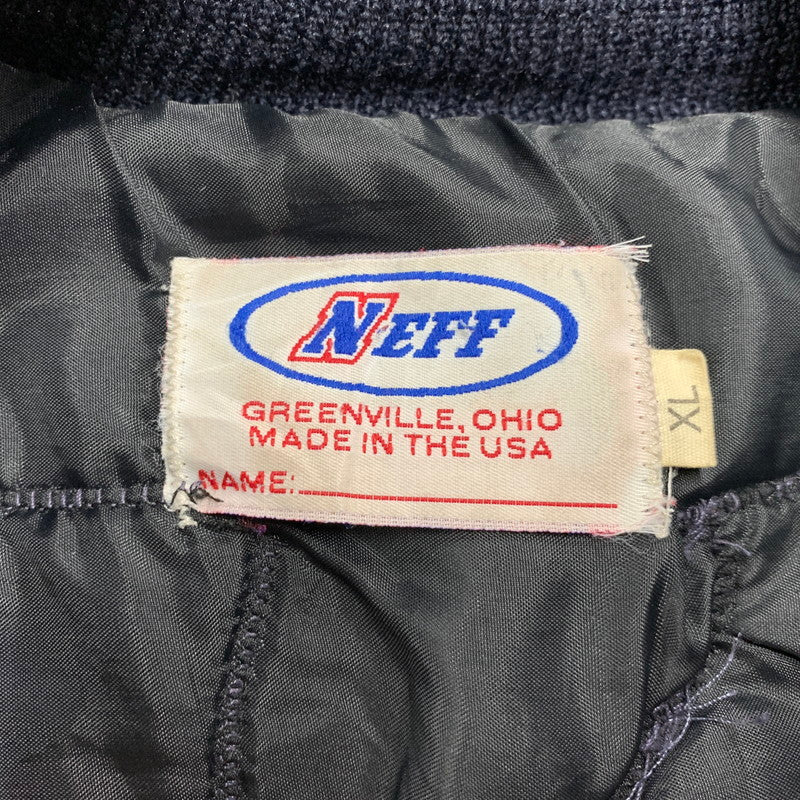 NEFF
GREENVILLE, OHIO
MADE IN THE USA
NAME:
XL